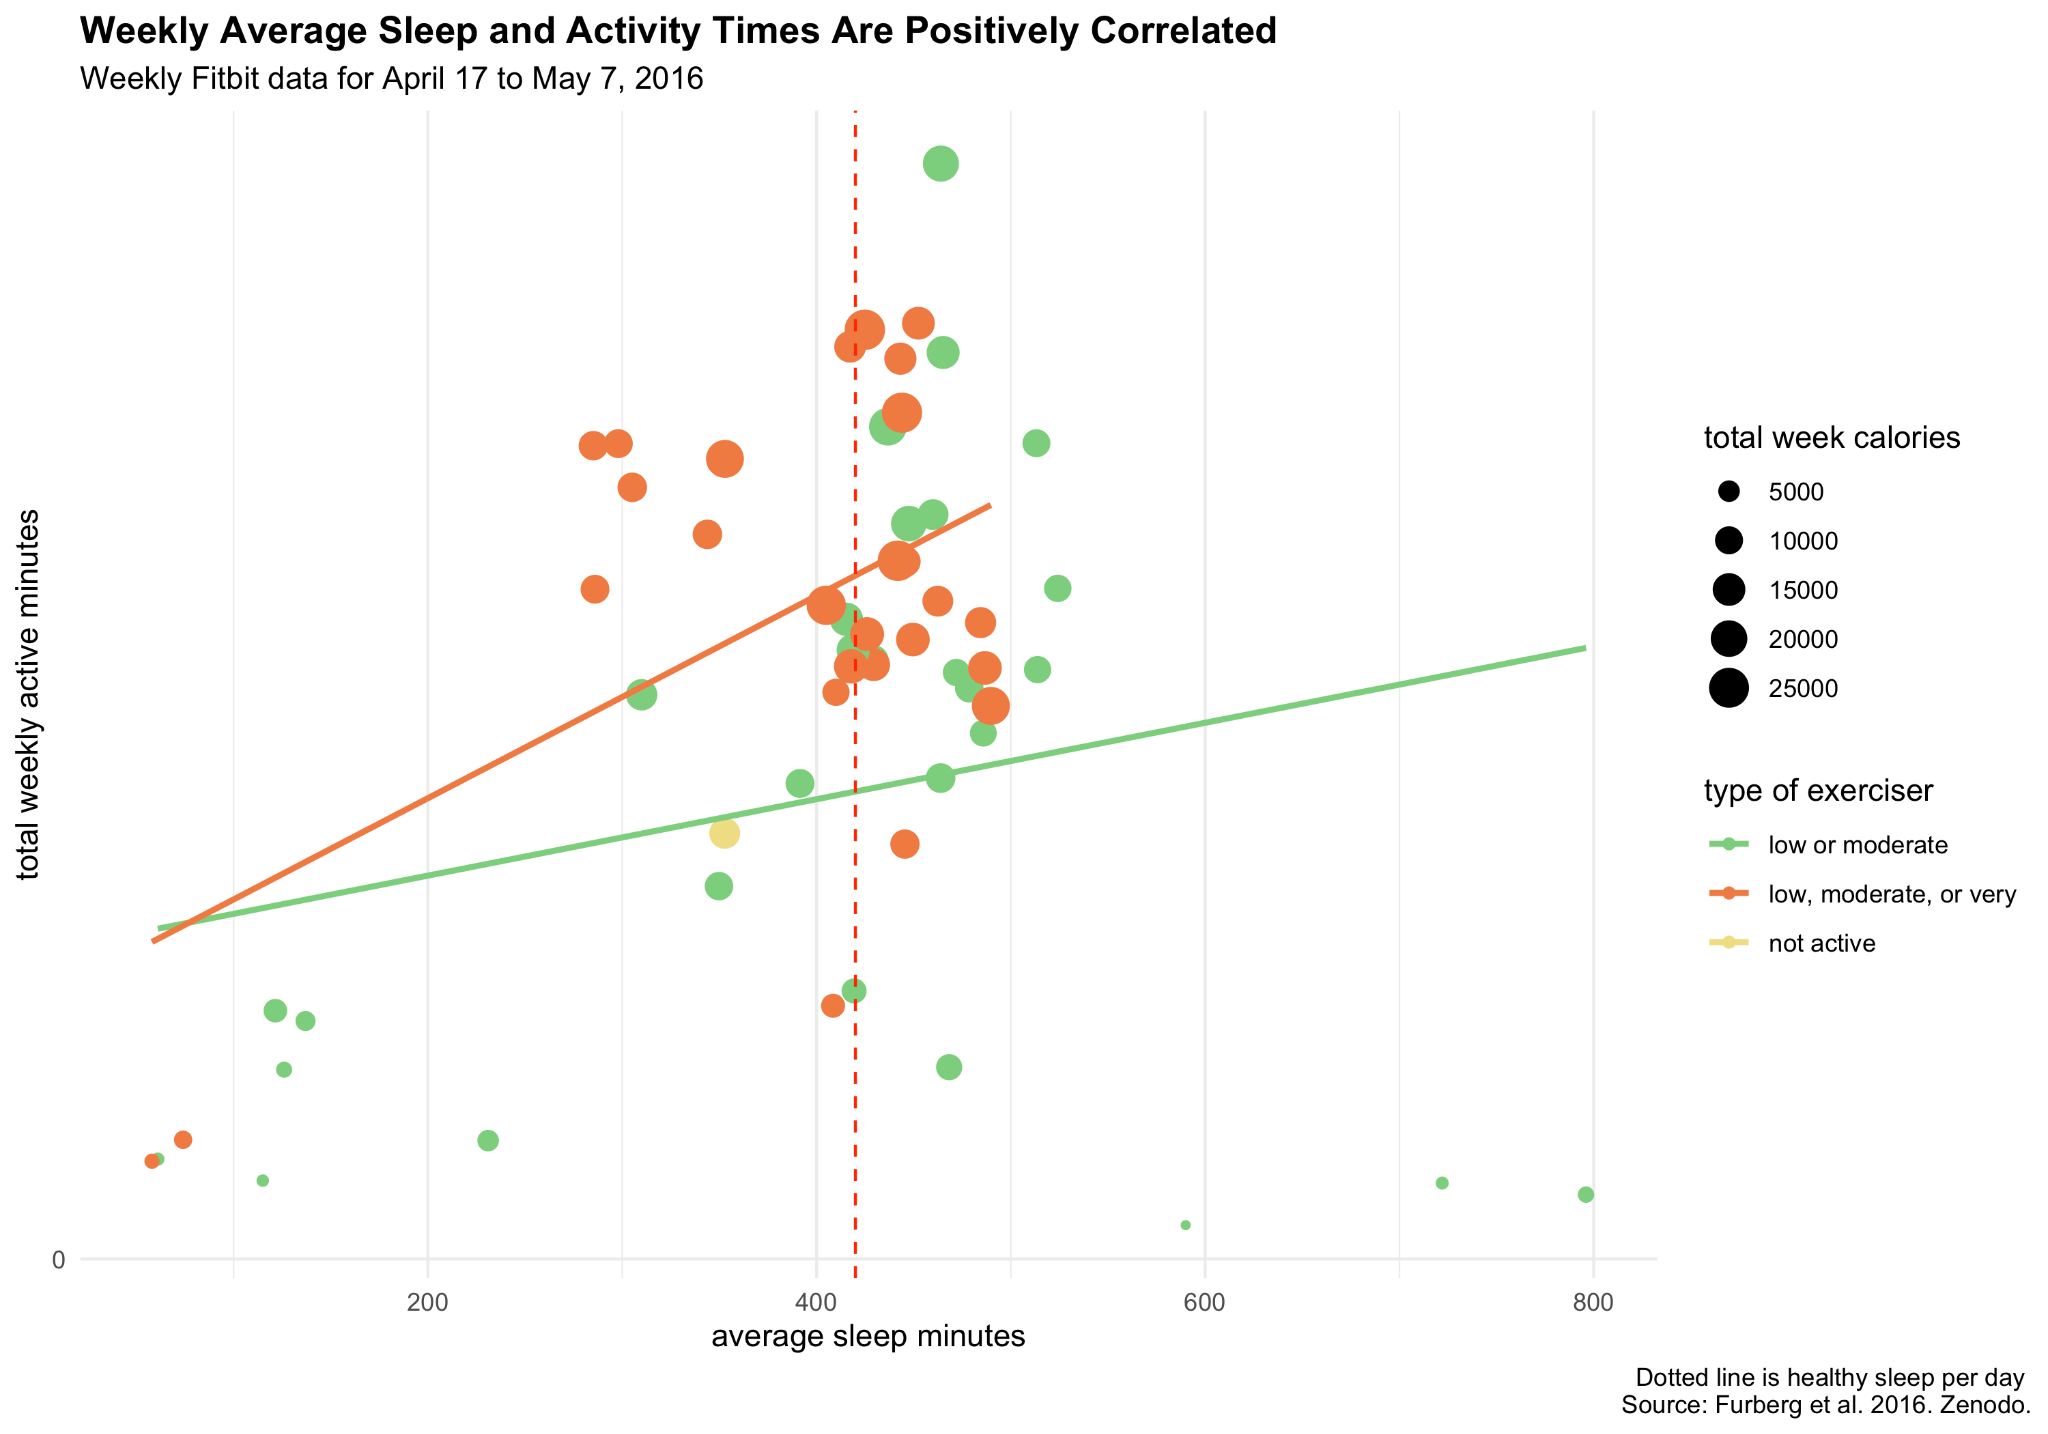 Weekly Average Sleep and Activity Times Are Positively Correlated
Weekly Fitbit data for April 17 to May 7, 2016
total weekly active minutes
0
200
400
600
800
average sleep minutes
total week calories
5000
10000
15000
20000
25000
type of exerciser
low or moderate
low, moderate, or very
not active
Dotted line is healthy sleep per day
Source: Furberg et al. 2016. Zenodo.